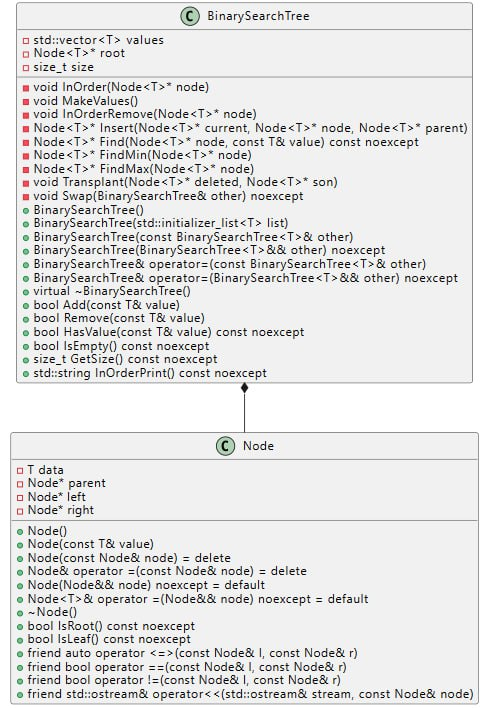 C BinarySearchTree
std::vector<T> values
Node<T>* root
size_t size
void InOrder(Node<T>* node)
void MakeValues()
void InOrderRemove(Node<T>* node)
Node<T>* Insert(Node<T>* current, Node<T>* node, Node<T>* parent)
Node<T>* Find(Node<T>* node, const T& value) const noexcept
Node<T>* FindMin(Node<T>* node)
Node<T>* FindMax(Node<T>* node)
void Transplant(Node<T>* deleted, Node<T>* son)
void Swap(BinarySearchTree& other) noexcept
BinarySearchTree()
BinarySearchTree(std::initializer_list<T> list)
BinarySearchTree(const BinarySearchTree<T>& other)
BinarySearchTree(BinarySearchTree<T>&& other) noexcept
BinarySearchTree& operator=(const BinarySearchTree<T>& other)
BinarySearchTree& operator=(BinarySearchTree<T>&& other) noexcept
virtual ~BinarySearchTree()
bool Add(const T& value)
bool Remove(const T& value)
bool HasValue(const T& value) const noexcept
bool IsEmpty() const noexcept
size_t GetSize() const noexcept
std::string InOrderPrint() const noexcept
C Node
T data
Node* parent
Node* left
Node* right
Node()
Node(const T& value)
Node(const Node& node) = delete
Node& operator =(const Node& node) = delete
Node(Node&& node) noexcept = default
Node<T>& operator =(Node&& node) noexcept = default
~Node()
bool IsRoot() const noexcept
bool IsLeaf() const noexcept
friend auto operator <=>(const Node& l, const Node& r)
friend bool operator ==(const Node& l, const Node& r)
friend bool operator !=(const Node& l, const Node& r)
friend std::ostream& operator<<(std::ostream& stream, const Node& node)